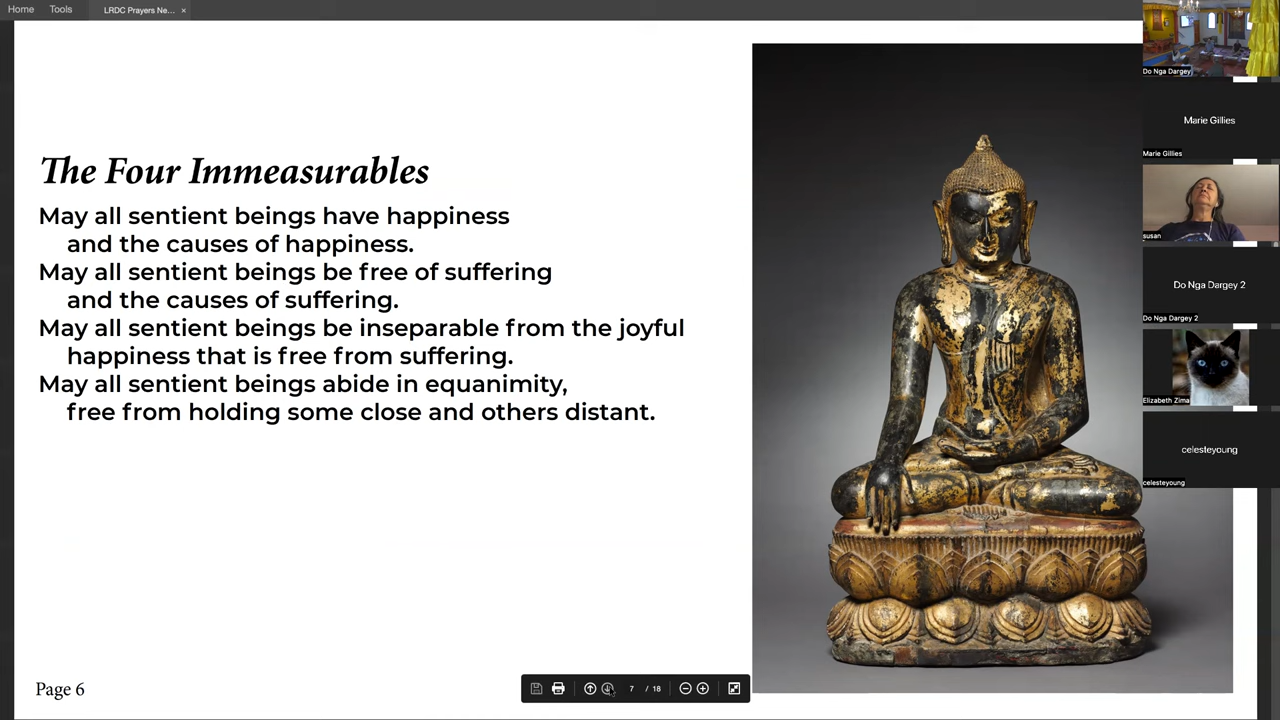 Home
Tools
LRDC Prayers Ne... ×
The Four Immeasurables
May all sentient beings have happiness
and the causes of happiness.
May all sentient beings be free of suffering
and the causes of suffering.
May all sentient beings be inseparable from the joyful
happiness that is free from suffering.
May all sentient beings abide in equanimity,
free from holding some close and others distant.
Page 6
7 / 18
Do Nga Dargey
Marie Gillies
Marie Gillies
susan
Do Nga Dargey 2
Do Nga Dargey 2
Elizabeth Zima
celesteyoung
celesteyoung